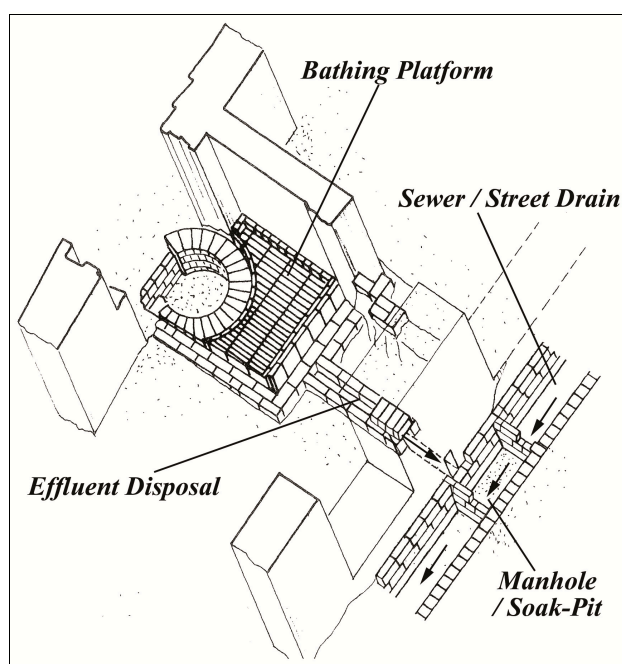 Bathing Platform
Sewer / Street Drain
Effluent Disposal
Manhole
/ Soak-Pit